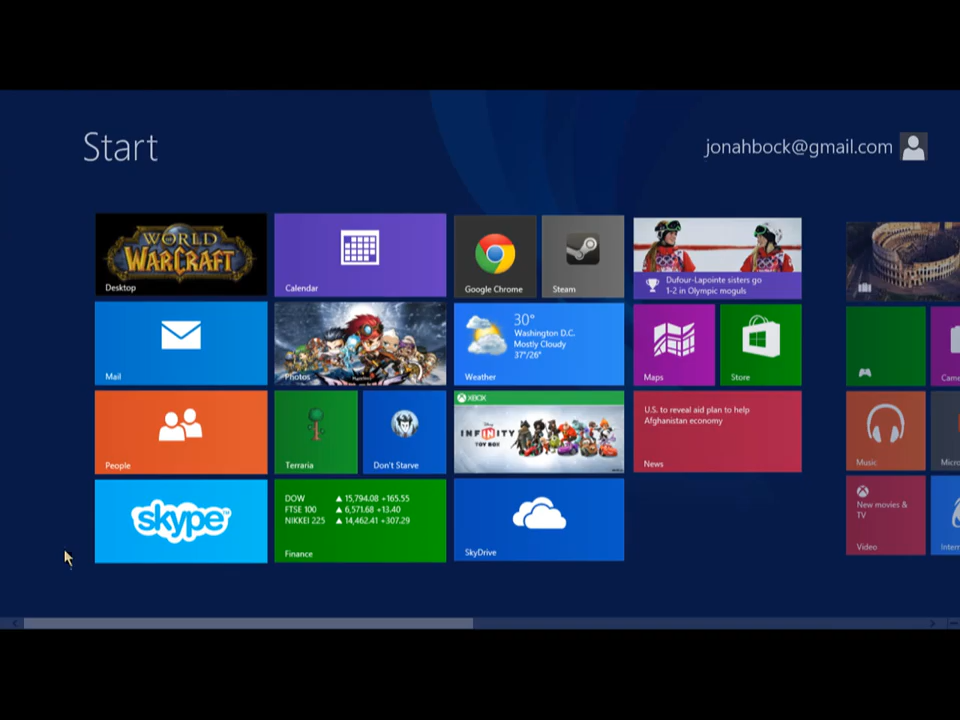 Start
jonahbock@gmail.com
WORLD
WARCRAFT
Desktop
Calendar
Google Chrome
Steam
Dufour-Lapointe sisters go
1-2 in Olympic moguls
Mail
Photos
30°
Washington D.C.
Mostly Cloudy
37°/26°
Weather
Maps
Store
People
Terraria
Don't Starve
XBOX
Disney
INFINITY
TOY BOX
U.S. to reveal aid plan to help
Afghanistan economy
News
Music
skype
DOW ▲ 15,794.08 +165.55
FTSE 100 ▲ 6,571.68 +13.40
NIKKEI 225 ▲ 14,462.41 +307.29
Finance
SkyDrive
New movies &
TV
Video